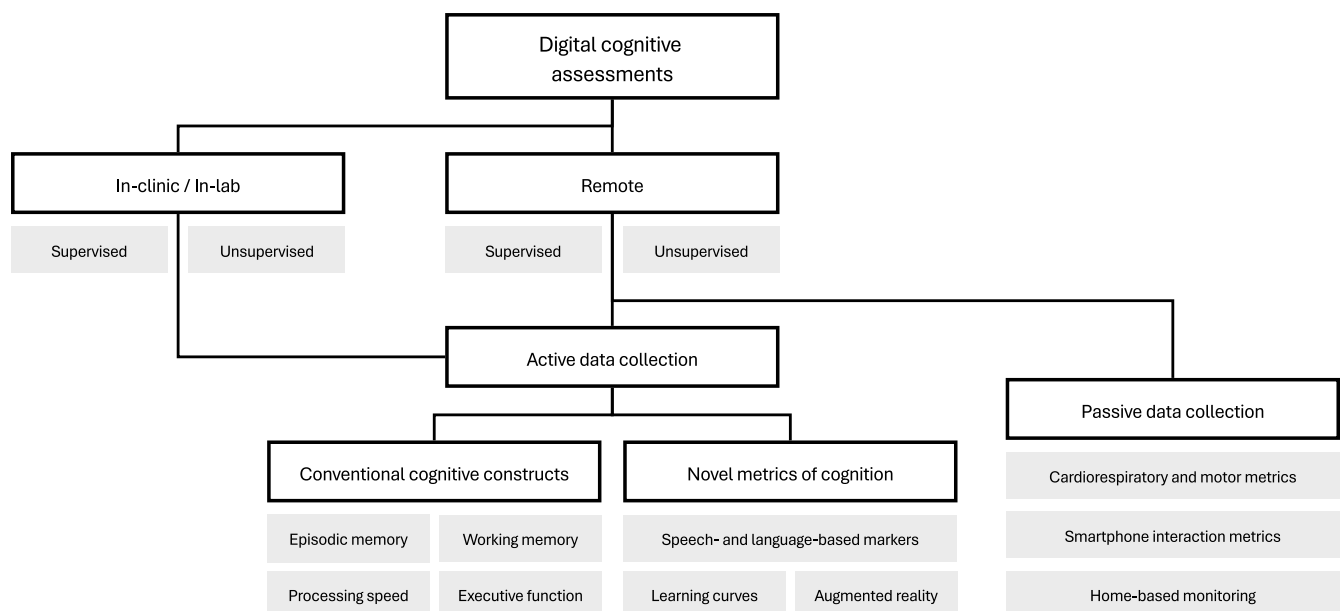 Digital cognitive
assessments
In-clinic / In-lab
Remote
Supervised
Unsupervised
Supervised
Unsupervised
Active data collection
Passive data collection
Conventional cognitive constructs
Novel metrics of cognition
Cardiorespiratory and motor metrics
Episodic memory
Working memory
Speech- and language-based markers
Smartphone interaction metrics
Processing speed
Executive function
Learning curves
Augmented reality
Home-based monitoring